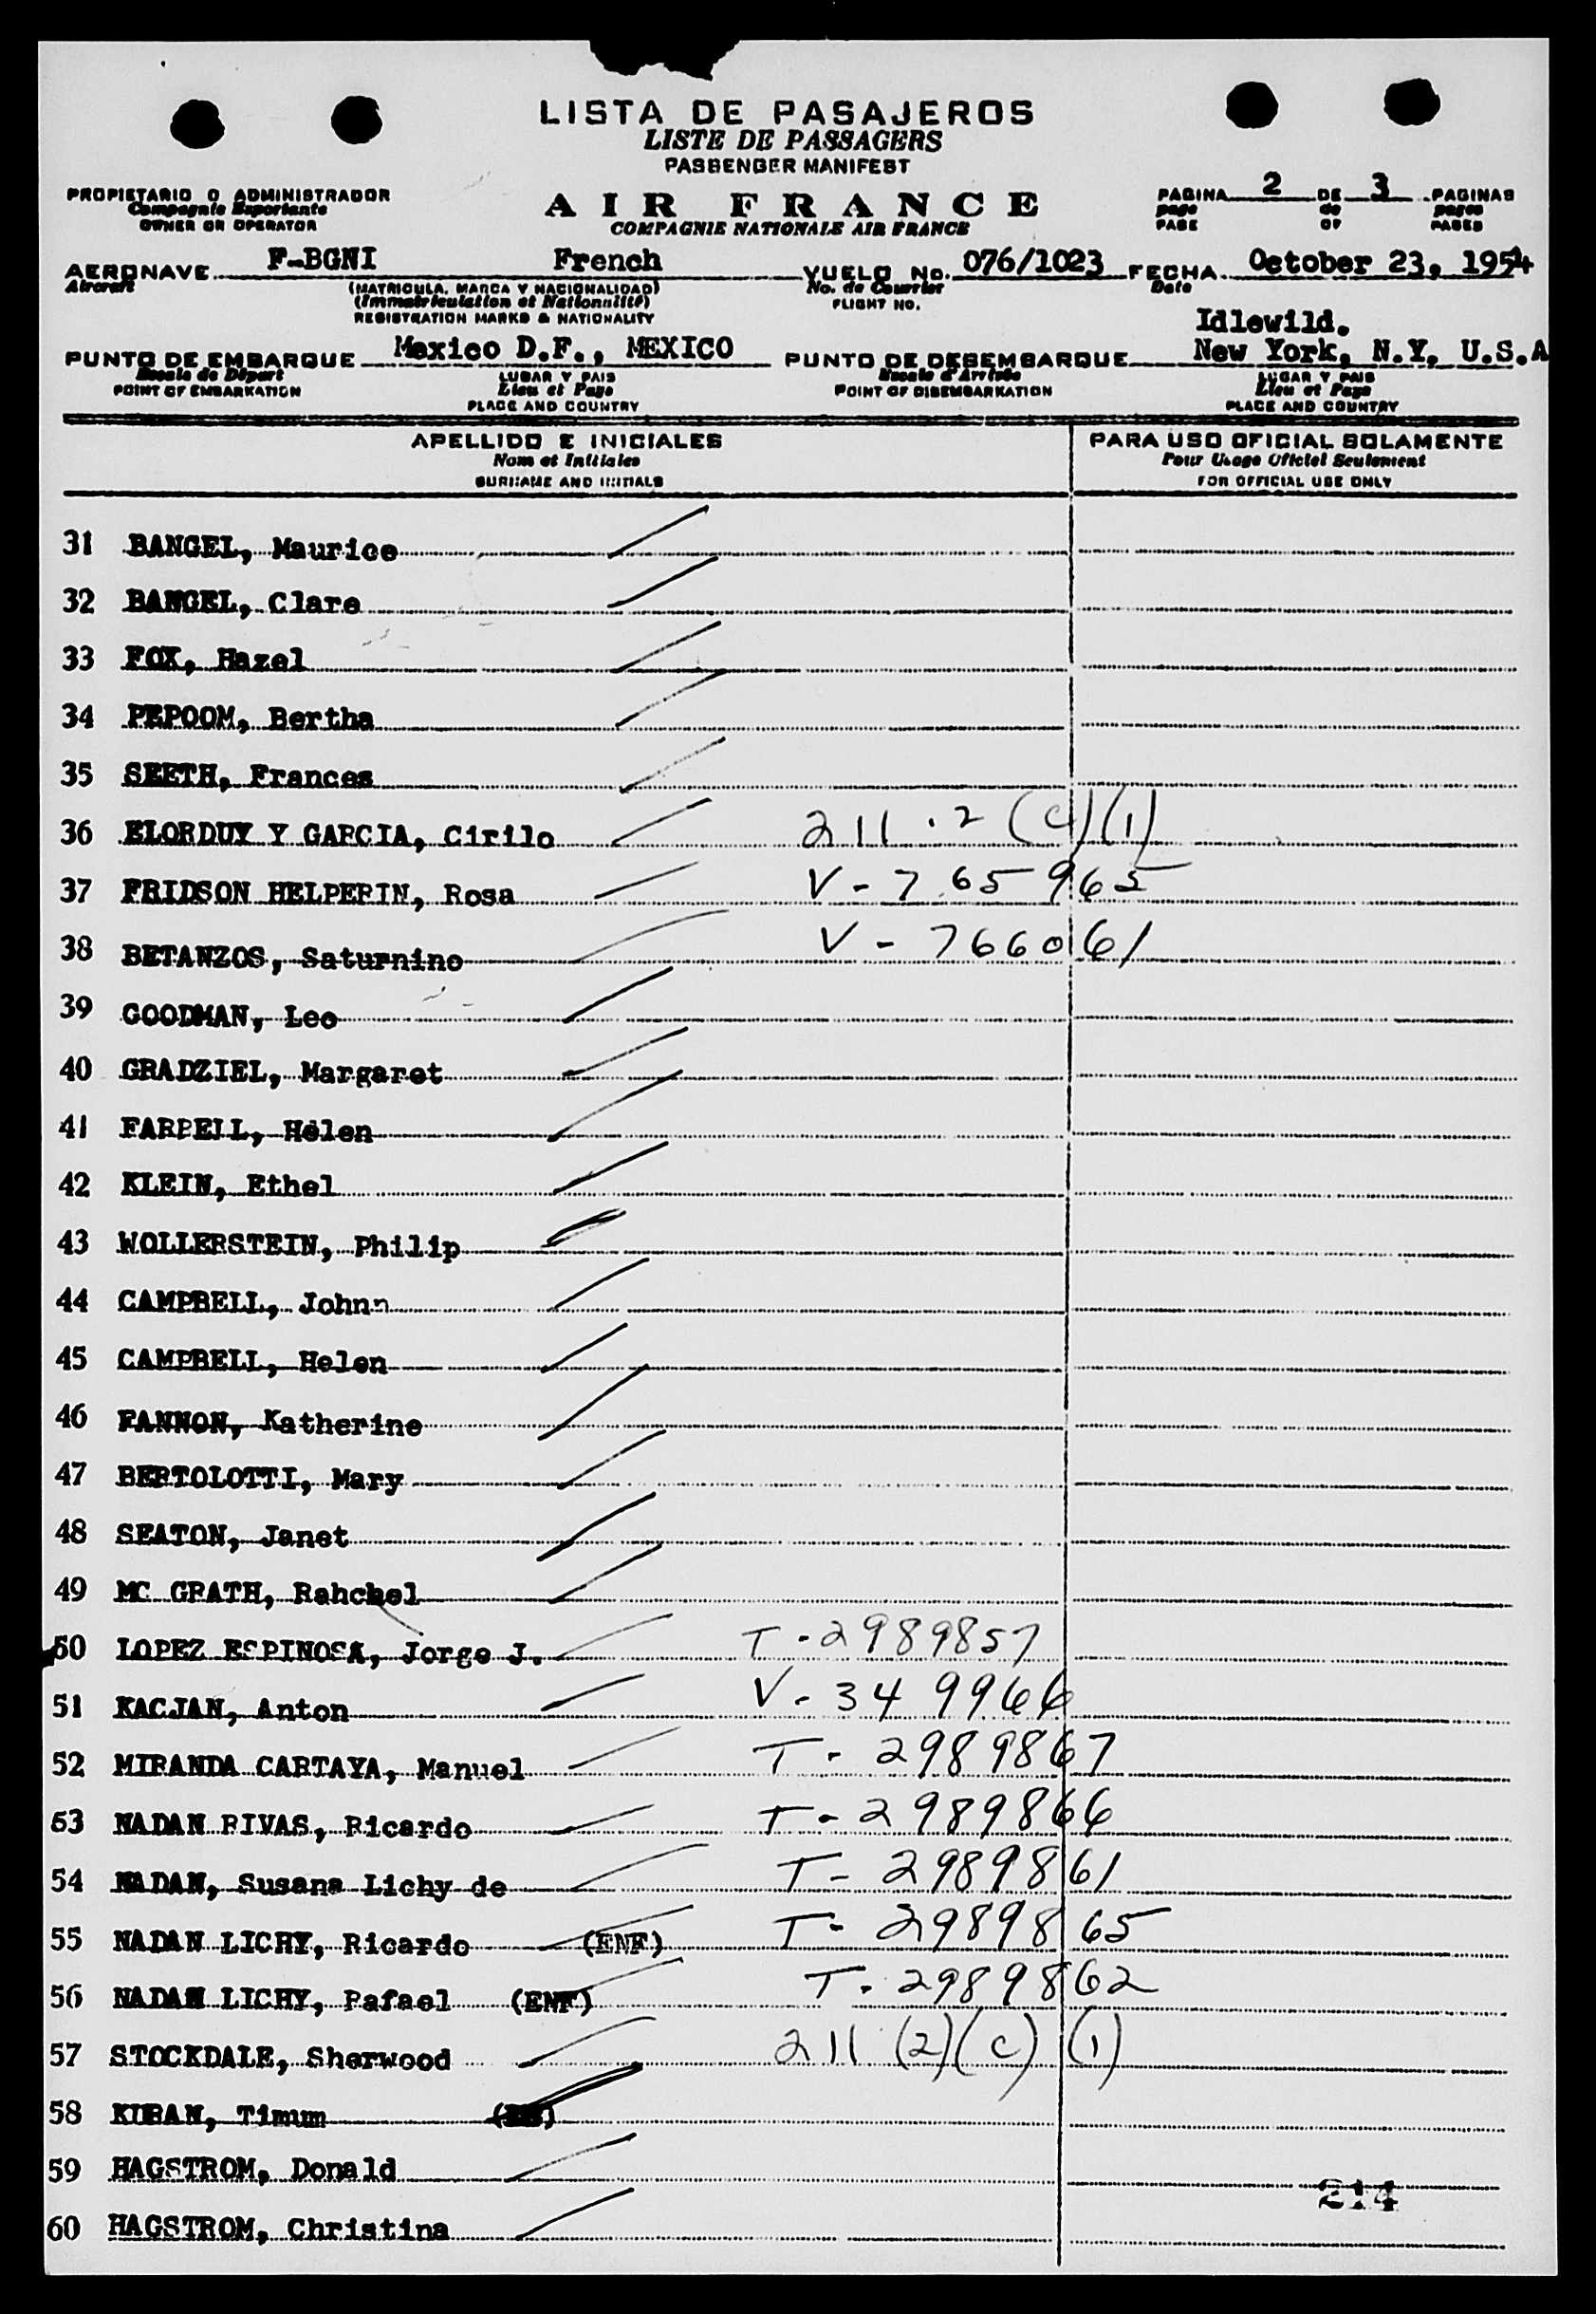 LISTA DE PASAJEROS
LISTE DE PASSAGERS
PASSENGER MANIFEST
PROPIETARIO O ADMINISTRADOR
Compagnie Exportante
OWNER OR OPERATOR
AIR FRANCE
COMPAGNIE NATIONALE AIR FRANCE
PAGINA 2 DE 3 PAGINAS
page de pages
PAGE OF PAGES
AERONAVE F-BGNI French VUELO No. 076/1023 FECHA October 23, 1954
Aircraft (MATRICULA, MARCA Y NACIONALIDAD) No. de Courrier Date
(Immatriculation et Nationalité) FLIGHT NO.
REGISTRATION MARKS & NATIONALITY
Idlewild.
PUNTO DE EMBARQUE Mexico D.F., MEXICO PUNTO DE DESEMBARQUE New York, N.Y, U.S.A
Escale de Départ LUGAR Y PAIS Escale d'Arrivée LUGAR Y PAIS
POINT OF EMBARKATION Lieu et Pays POINT OF DISEMBARKATION Lieu et Pays
PLACE AND COUNTRY PLACE AND COUNTRY
APELLIDO E INICIALES PARA USO OFICIAL SOLAMENTE
Nom et Initiales Pour Usage Officiel Seulement
SURNAME AND INITIALS FOR OFFICIAL USE ONLY
31 BANGEL, Maurice
32 BANGEL, Clare
33 FOX, Hazel
34 PEPOOM, Bertha
35 SEETH, Frances
36 ELORDUY Y GARCIA, Cirilo 211.2 (c)(1)
37 FRIDSON HELPERIN, Rosa V-765965
38 BETANZOS, Saturnino V-766061
39 GOODMAN, Leo
40 GRADZIEL, Margaret
41 FARRELL, Helen
42 KLEIN, Ethel
43 WOLLERSTEIN, Philip
44 CAMPBELL, Johnn
45 CAMPBELL, Helen
46 FANNON, Katherine
47 BERTOLOTTI, Mary
48 SEATON, Janet
49 MC GRATH, Rahchel
50 LOPEZ ESPINOSA, Jorge J. T-2989857
51 KACJAN, Anton V-349966
52 MIRANDA CARTAYA, Manuel T-2989867
53 NADAN RIVAS, Ricardo T-2989866
54 NADAN, Susana Lichy de T-2989861
55 NADAN LICHY, Ricardo (ENF) T-2989865
56 NADAN LICHY, Rafael (ENF) T-2989862
57 STOCKDALE, Sherwood 211(2)(c)(1)
58 KURAN, Timum
59 HAGSTROM, Donald
214
60 HAGSTROM, Christina